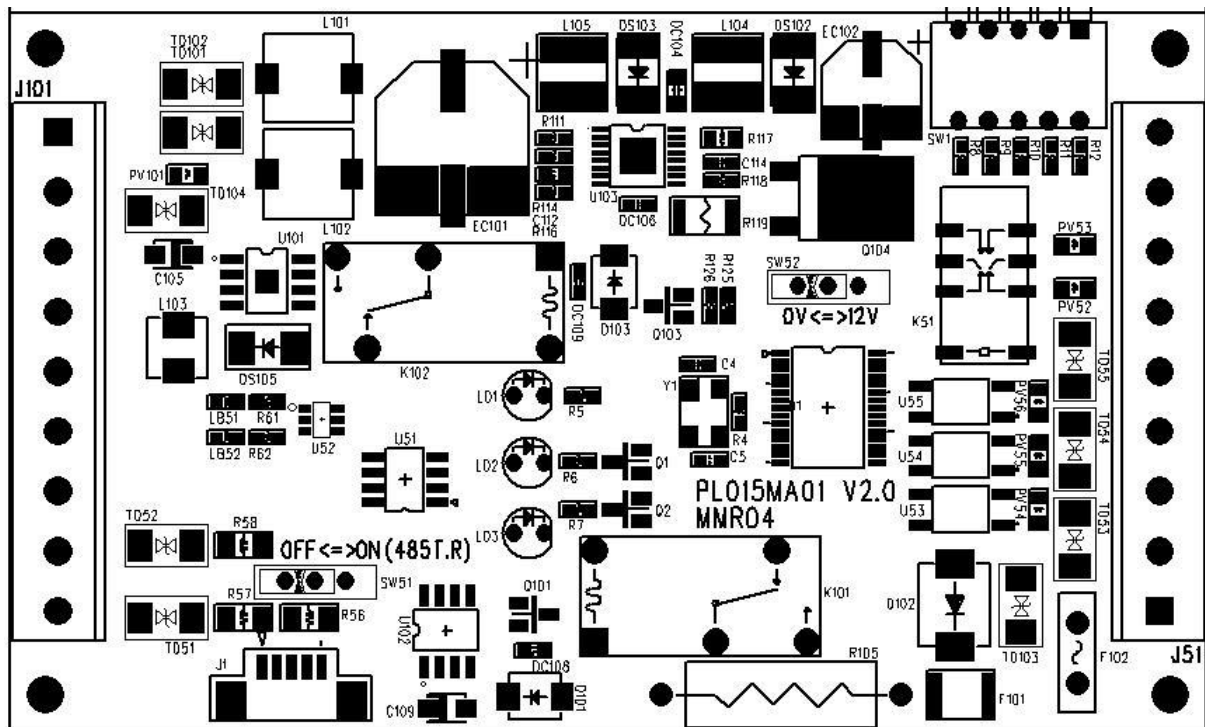 L101
TD102
TD101
L105
DS103
DC104
L104
DS102
EC102
J101
R111
R117
SW1
R8
R9
R10
R11
R12
PV101
TD104
C114
R118
U103
R114
C112
R116
DC106
R119
L102
EC101
Q104
U101
C105
PV53
SW52
R126
R125
L103
DC109
D103
Q103
0V<=>12V
K51
PV52
DS105
K102
C4
Y1
TD55
LD1
R5
U55
PV56
LB51
R61
R4
U52
U51
TD54
LB52
R62
LD2
R6
Q1
C5
U54
PV55
PL015MA01 V2.0
MMR04
U53
PV54
TD53
TD52
R58
LD3
R7
Q2
OFF<=>ON(485T.R)
SW51
R57
R56
Q101
K101
D102
TD51
U102
J1
DC108
R105
TD103
F102
J51
C109
D101
F101